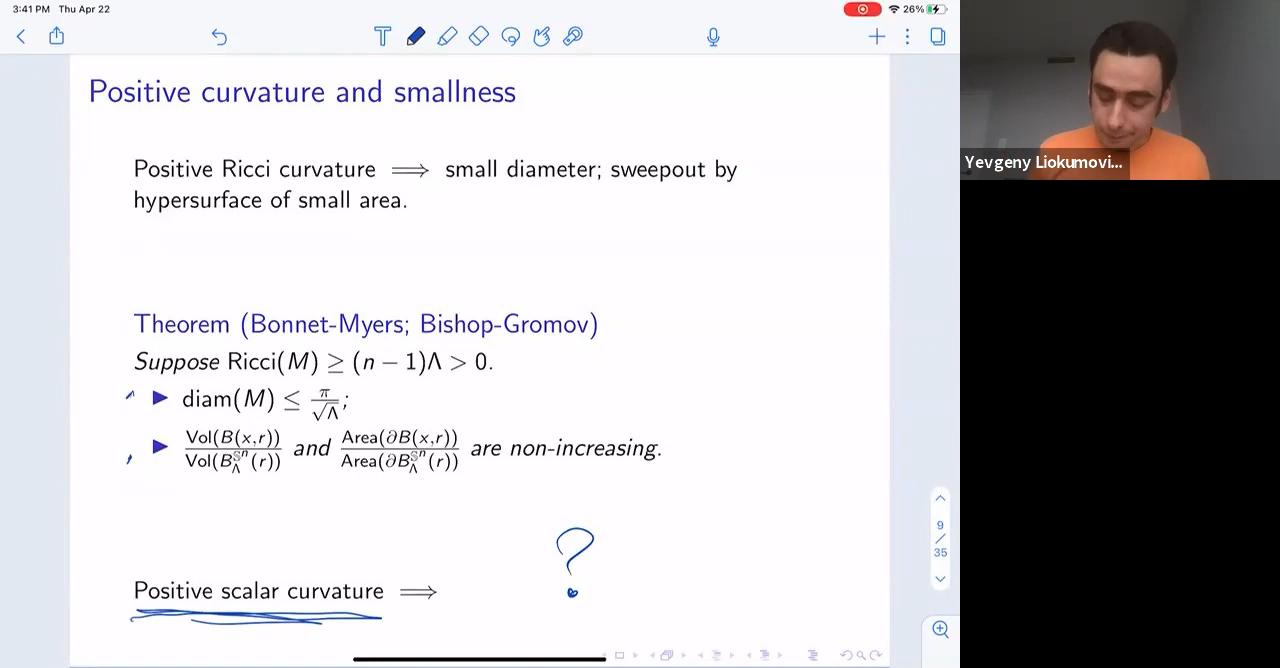 3:41 PM Thu Apr 22
26%
T
Positive curvature and smallness
Positive Ricci curvature ⟹ small diameter; sweepout by
hypersurface of small area.
Theorem (Bonnet-Myers; Bishop-Gromov)
Suppose Ricci(M) ≥ (n − 1)Λ > 0.
▶ diam(M) ≤ π/√Λ;
▶ Vol(B(x,r))/Vol(B_Λ^{𝕊^n}(r)) and Area(∂B(x,r))/Area(∂B_Λ^{𝕊^n}(r)) are non-increasing.
Positive scalar curvature ⟹ ?
9
/
35
Yevgeny Liokumovi...